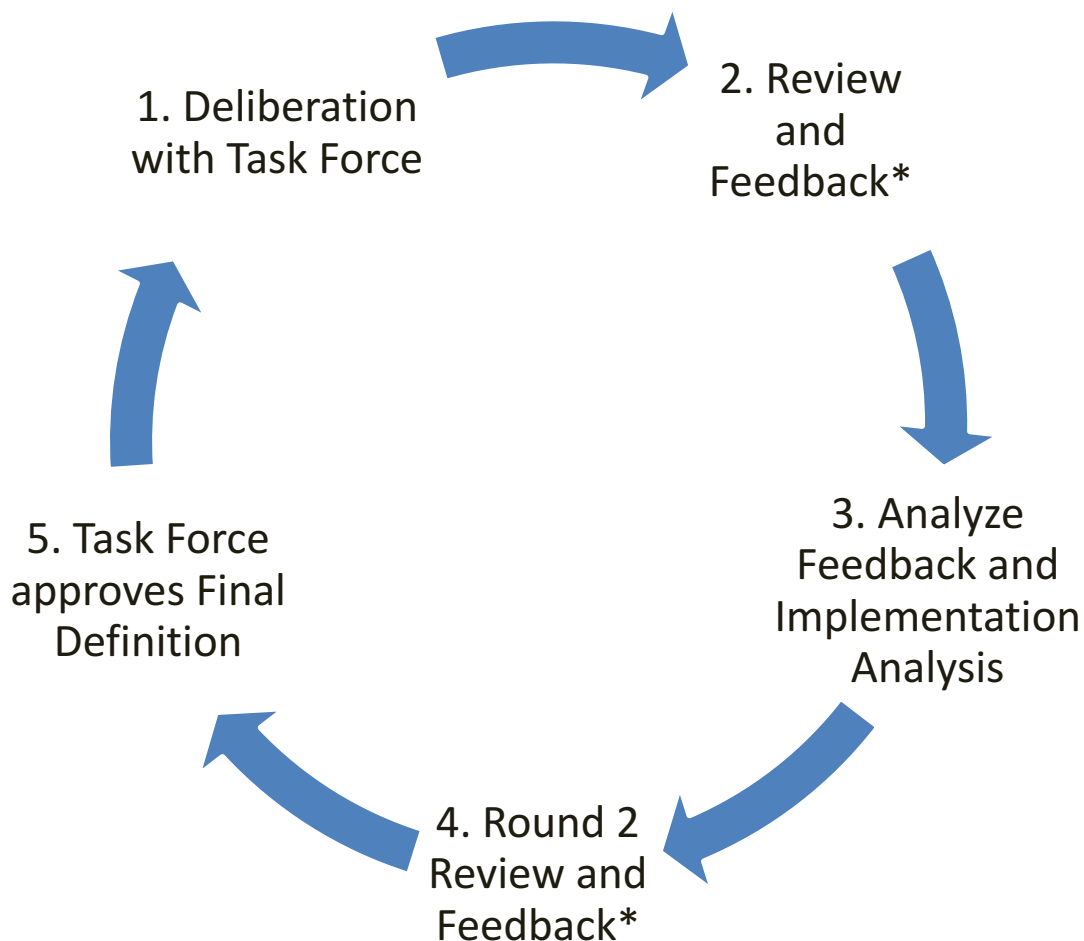 1. Deliberation
with Task Force
2. Review
and
Feedback*
3. Analyze
Feedback and
Implementation
Analysis
4. Round 2
Review and
Feedback*
5. Task Force
approves Final
Definition